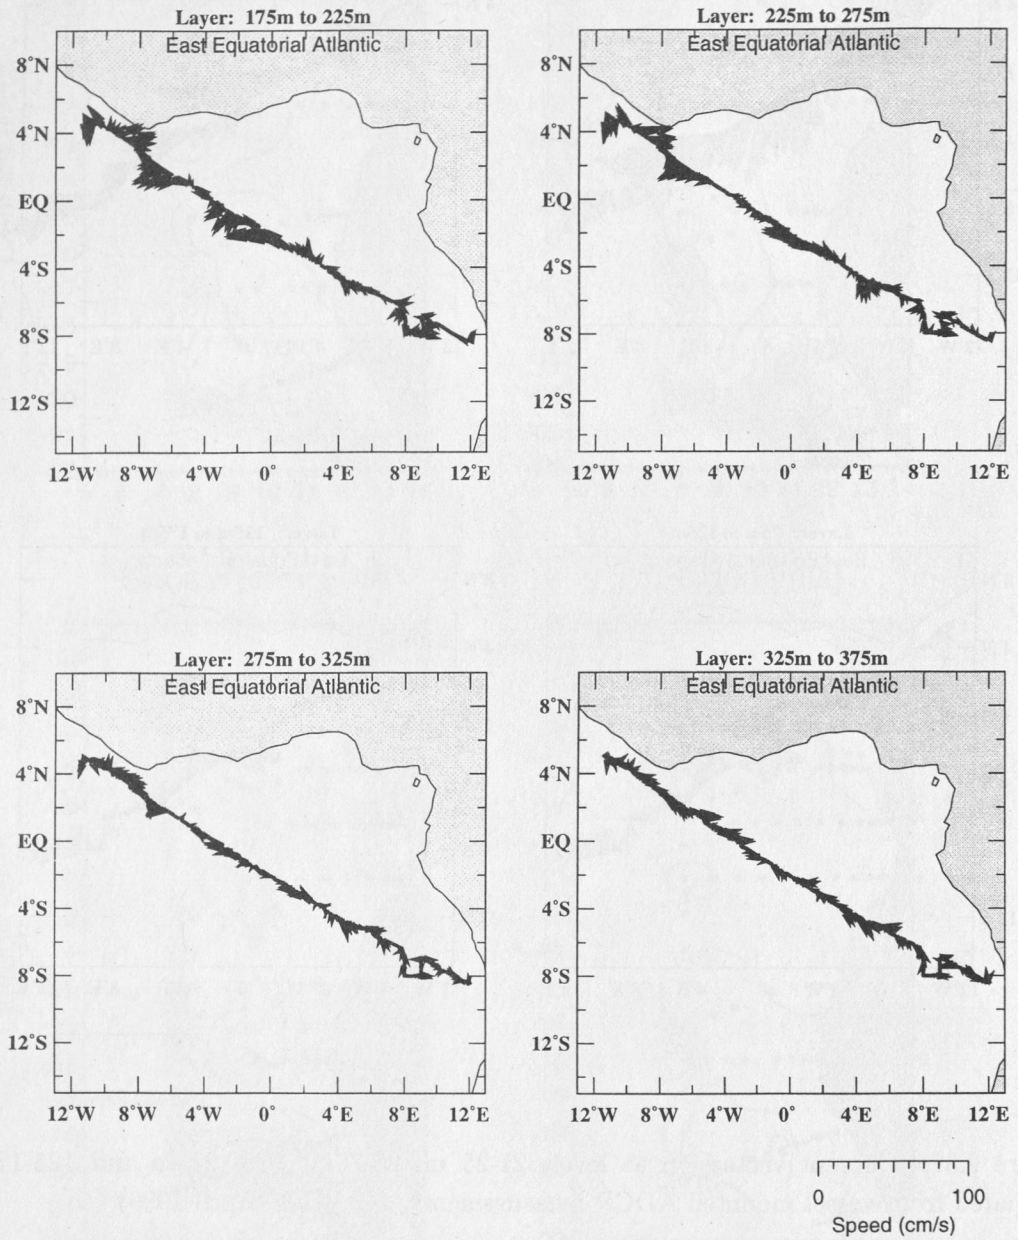 Layer: 175m to 225m
East Equatorial Atlantic
8°N
4°N
EQ
4°S
8°S
12°S
12°W 8°W 4°W 0° 4°E 8°E 12°E
Layer: 225m to 275m
East Equatorial Atlantic
8°N
4°N
EQ
4°S
8°S
12°S
12°W 8°W 4°W 0° 4°E 8°E 12°E
Layer: 275m to 325m
East Equatorial Atlantic
8°N
4°N
EQ
4°S
8°S
12°S
12°W 8°W 4°W 0° 4°E 8°E 12°E
Layer: 325m to 375m
East Equatorial Atlantic
8°N
4°N
EQ
4°S
8°S
12°S
12°W 8°W 4°W 0° 4°E 8°E 12°E
0 100
Speed (cm/s)